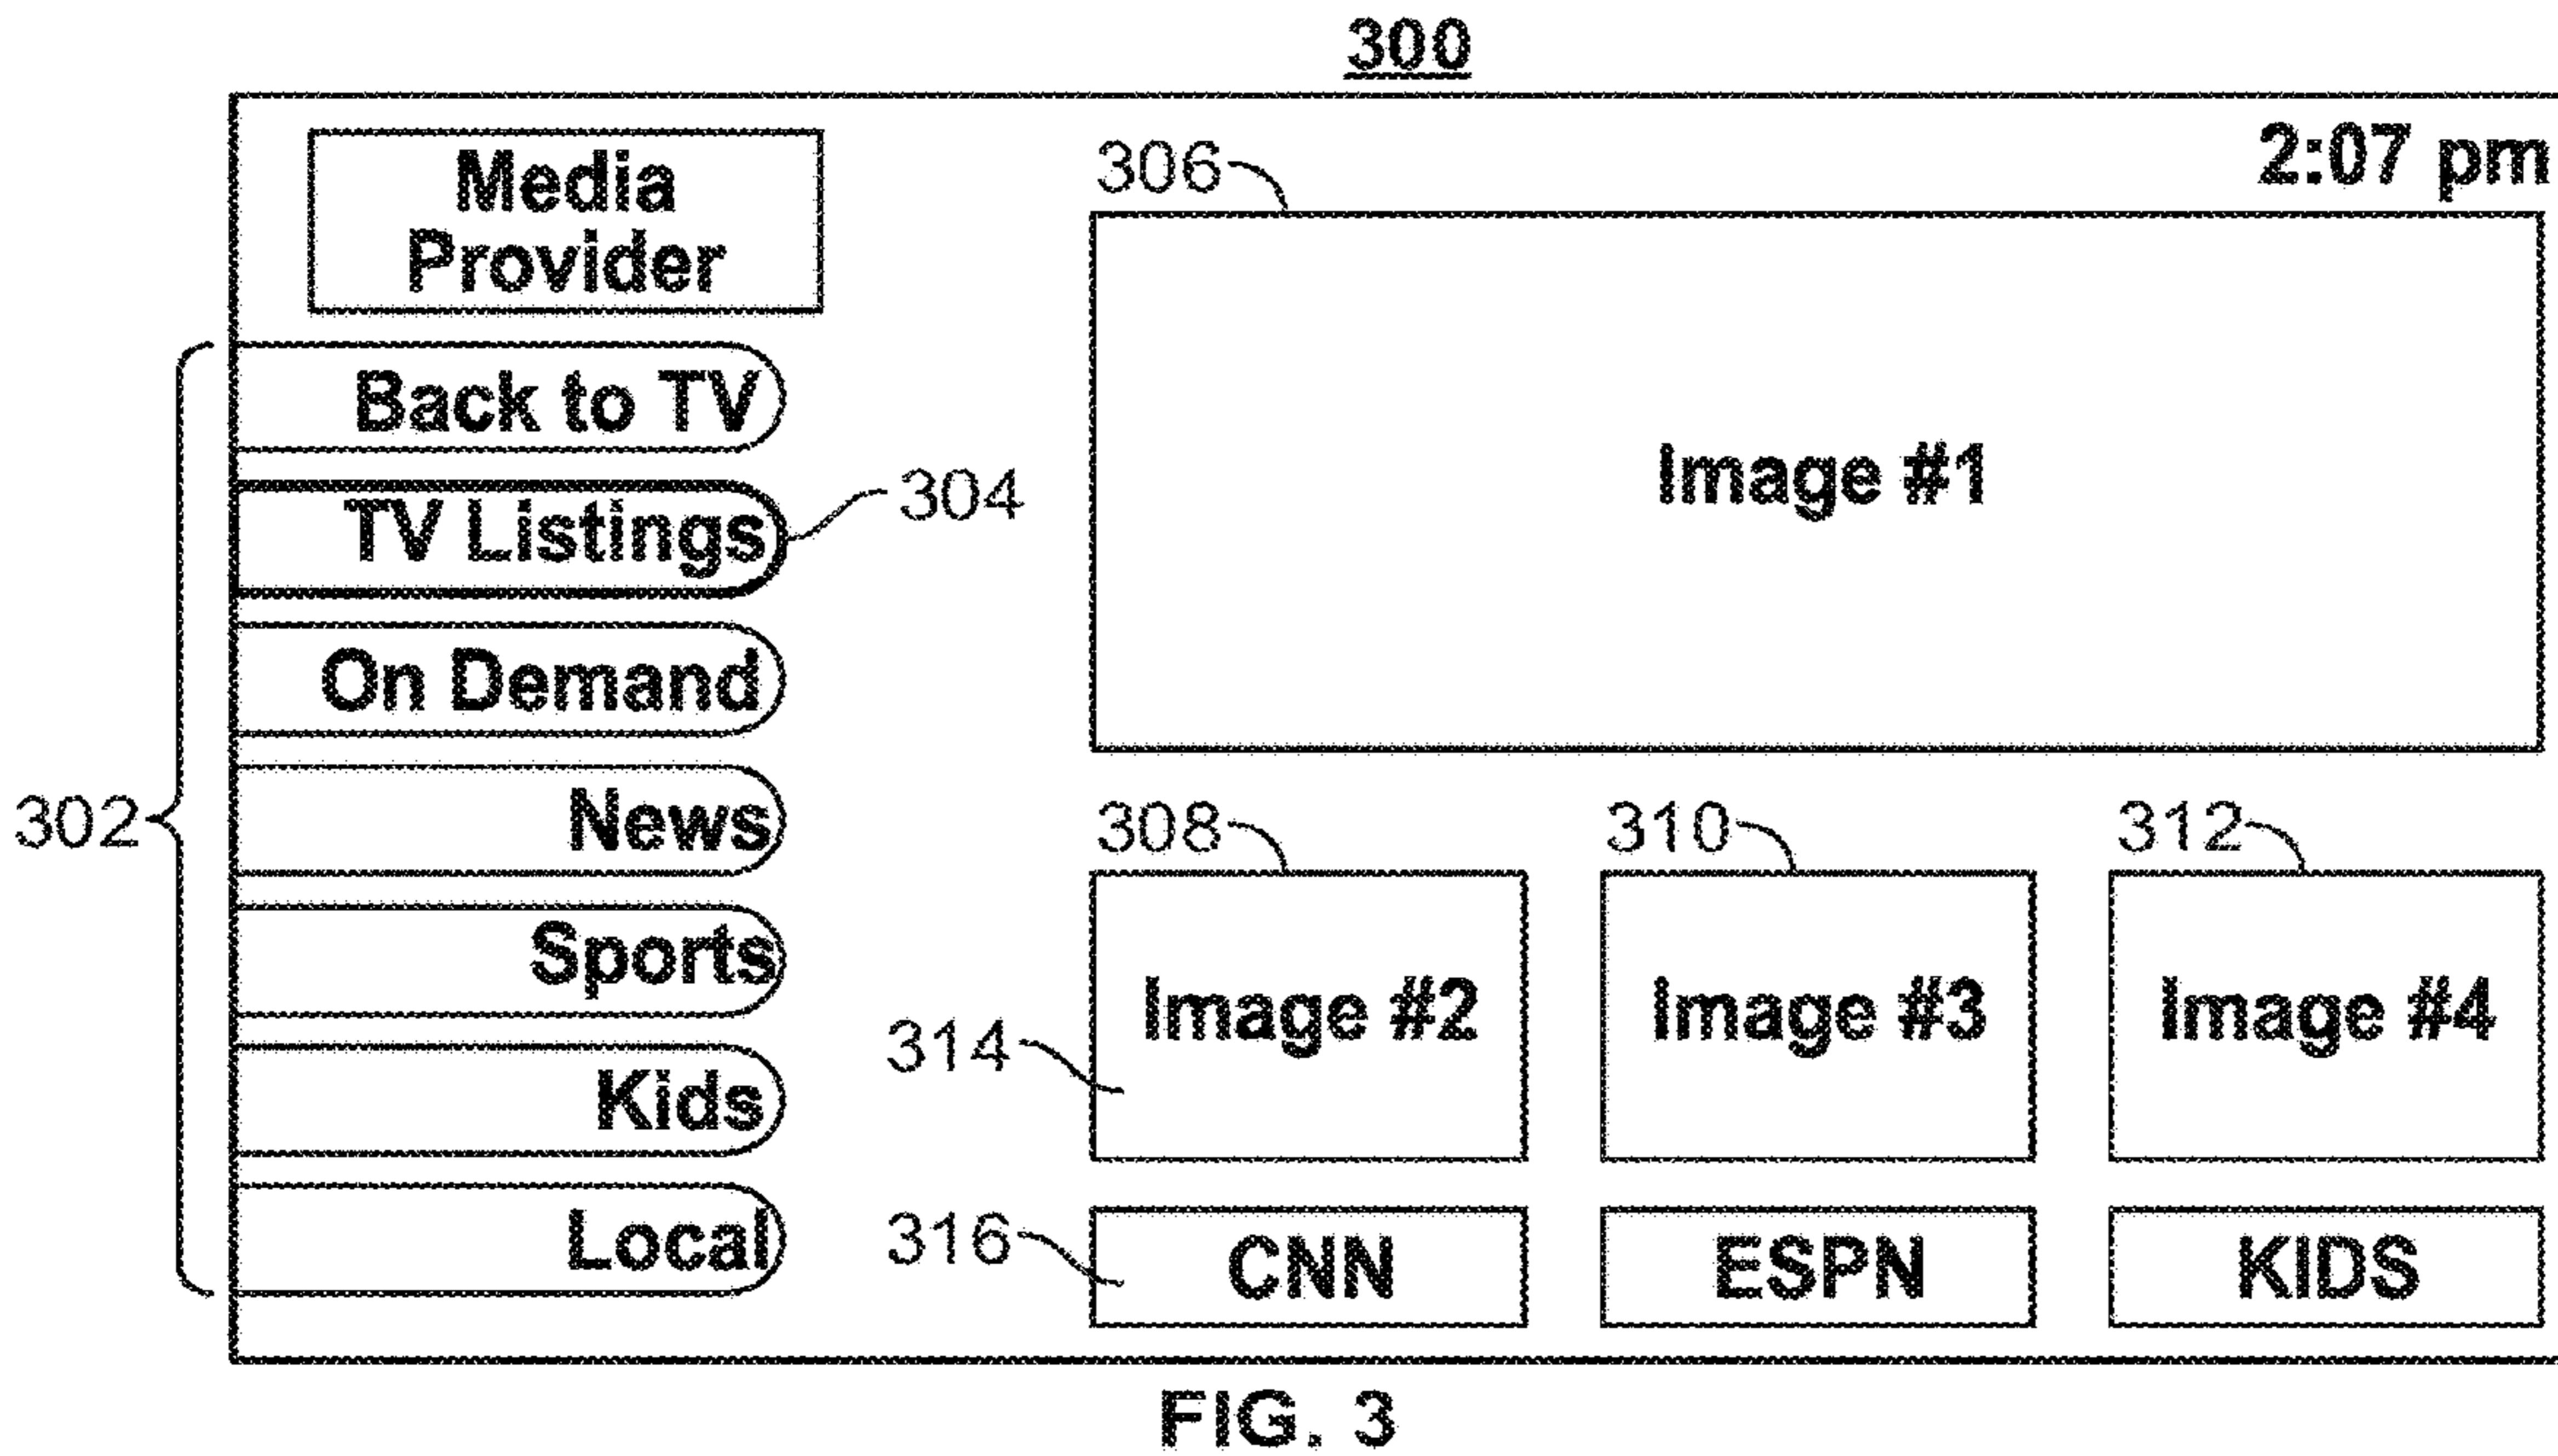 300
Media
Provider
2:07 pm
306
Image #1
302
Back to TV
TV Listings
304
On Demand
News
Sports
Kids
Local
308
310
312
Image #2
Image #3
Image #4
314
316
CNN
ESPN
KIDS
FIG. 3